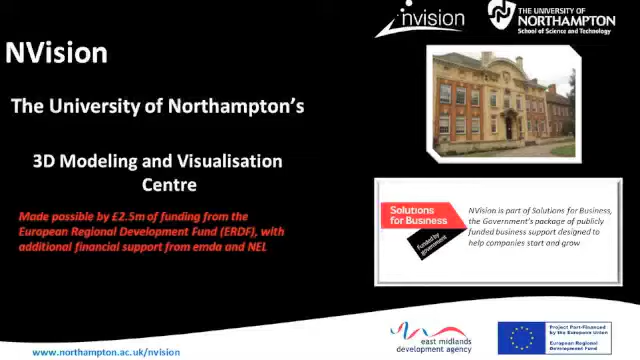 nvision
THE UNIVERSITY OF
NORTHAMPTON
School of Science and Technology
NVision
The University of Northampton's
3D Modeling and Visualisation
Centre
Made possible by £2.5m of funding from the
European Regional Development Fund (ERDF), with
additional financial support from emda and NEL
Solutions
for Business
Funded by
government
NVision is part of Solutions for Business,
the Government's package of publicly
funded business support designed to
help companies start and grow
www.northampton.ac.uk/nvision
east midlands
development agency
Project Part-Financed
by the European Union
European Regional
Development Fund